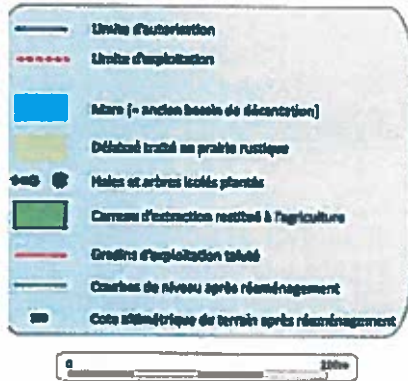 Limite d'autorisation
Limite d'exploitation
Mare (= ancien bassin de décantation)
Délaissé traité en prairie rustique
Haies et arbres isolés plantés
Carreau d'extraction restitué à l'agriculture
Gradins d'exploitation taluté
Courbes de niveau après réaménagement
Cote altimétrique du terrain après réaménagement
0